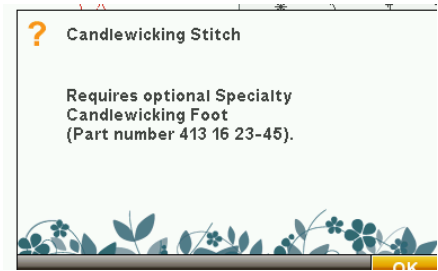 ?
Candlewicking Stitch
Requires optional Specialty
Candlewicking Foot
(Part number 413 16 23-45).
OK